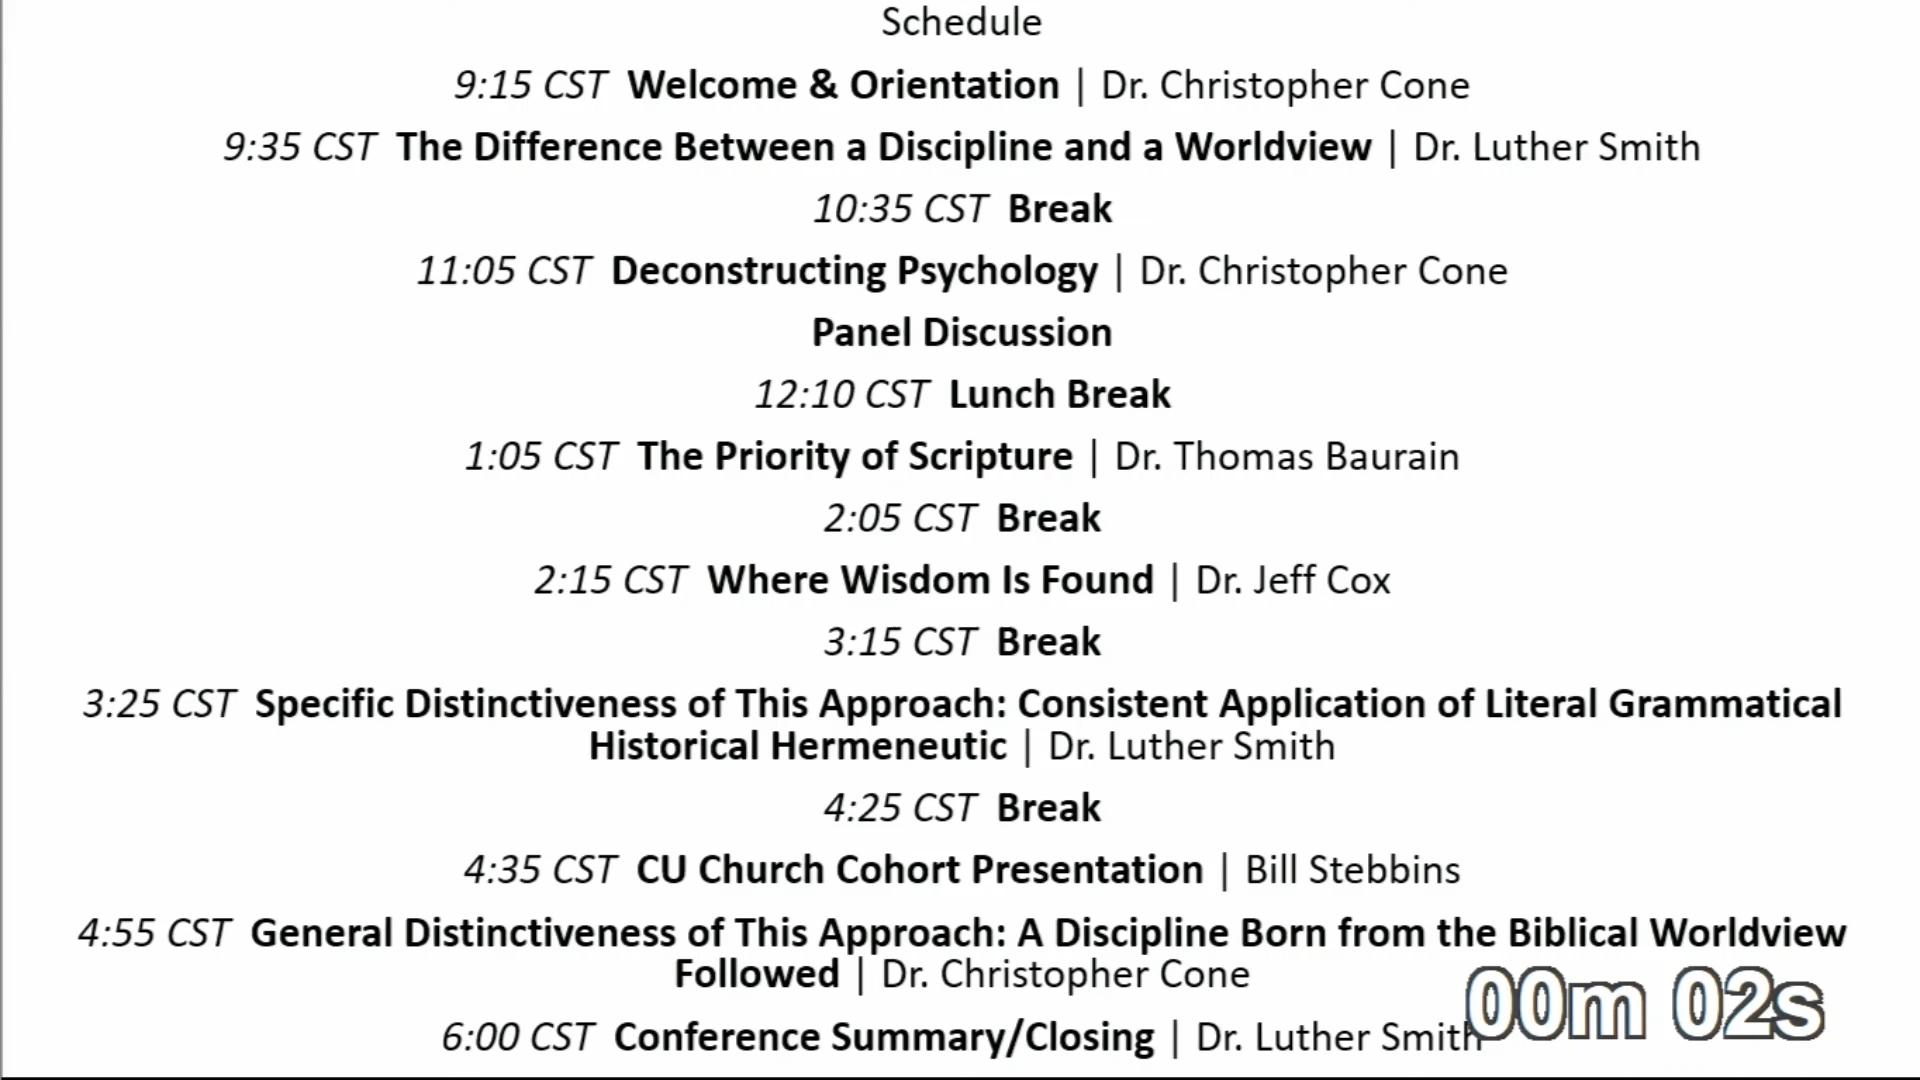 Schedule
9:15 CST Welcome & Orientation | Dr. Christopher Cone
9:35 CST The Difference Between a Discipline and a Worldview | Dr. Luther Smith
10:35 CST Break
11:05 CST Deconstructing Psychology | Dr. Christopher Cone
Panel Discussion
12:10 CST Lunch Break
1:05 CST The Priority of Scripture | Dr. Thomas Baurain
2:05 CST Break
2:15 CST Where Wisdom Is Found | Dr. Jeff Cox
3:15 CST Break
3:25 CST Specific Distinctiveness of This Approach: Consistent Application of Literal Grammatical
Historical Hermeneutic | Dr. Luther Smith
4:25 CST Break
4:35 CST CU Church Cohort Presentation | Bill Stebbins
4:55 CST General Distinctiveness of This Approach: A Discipline Born from the Biblical Worldview
Followed | Dr. Christopher Cone
00m 02s
6:00 CST Conference Summary/Closing | Dr. Luther Smith